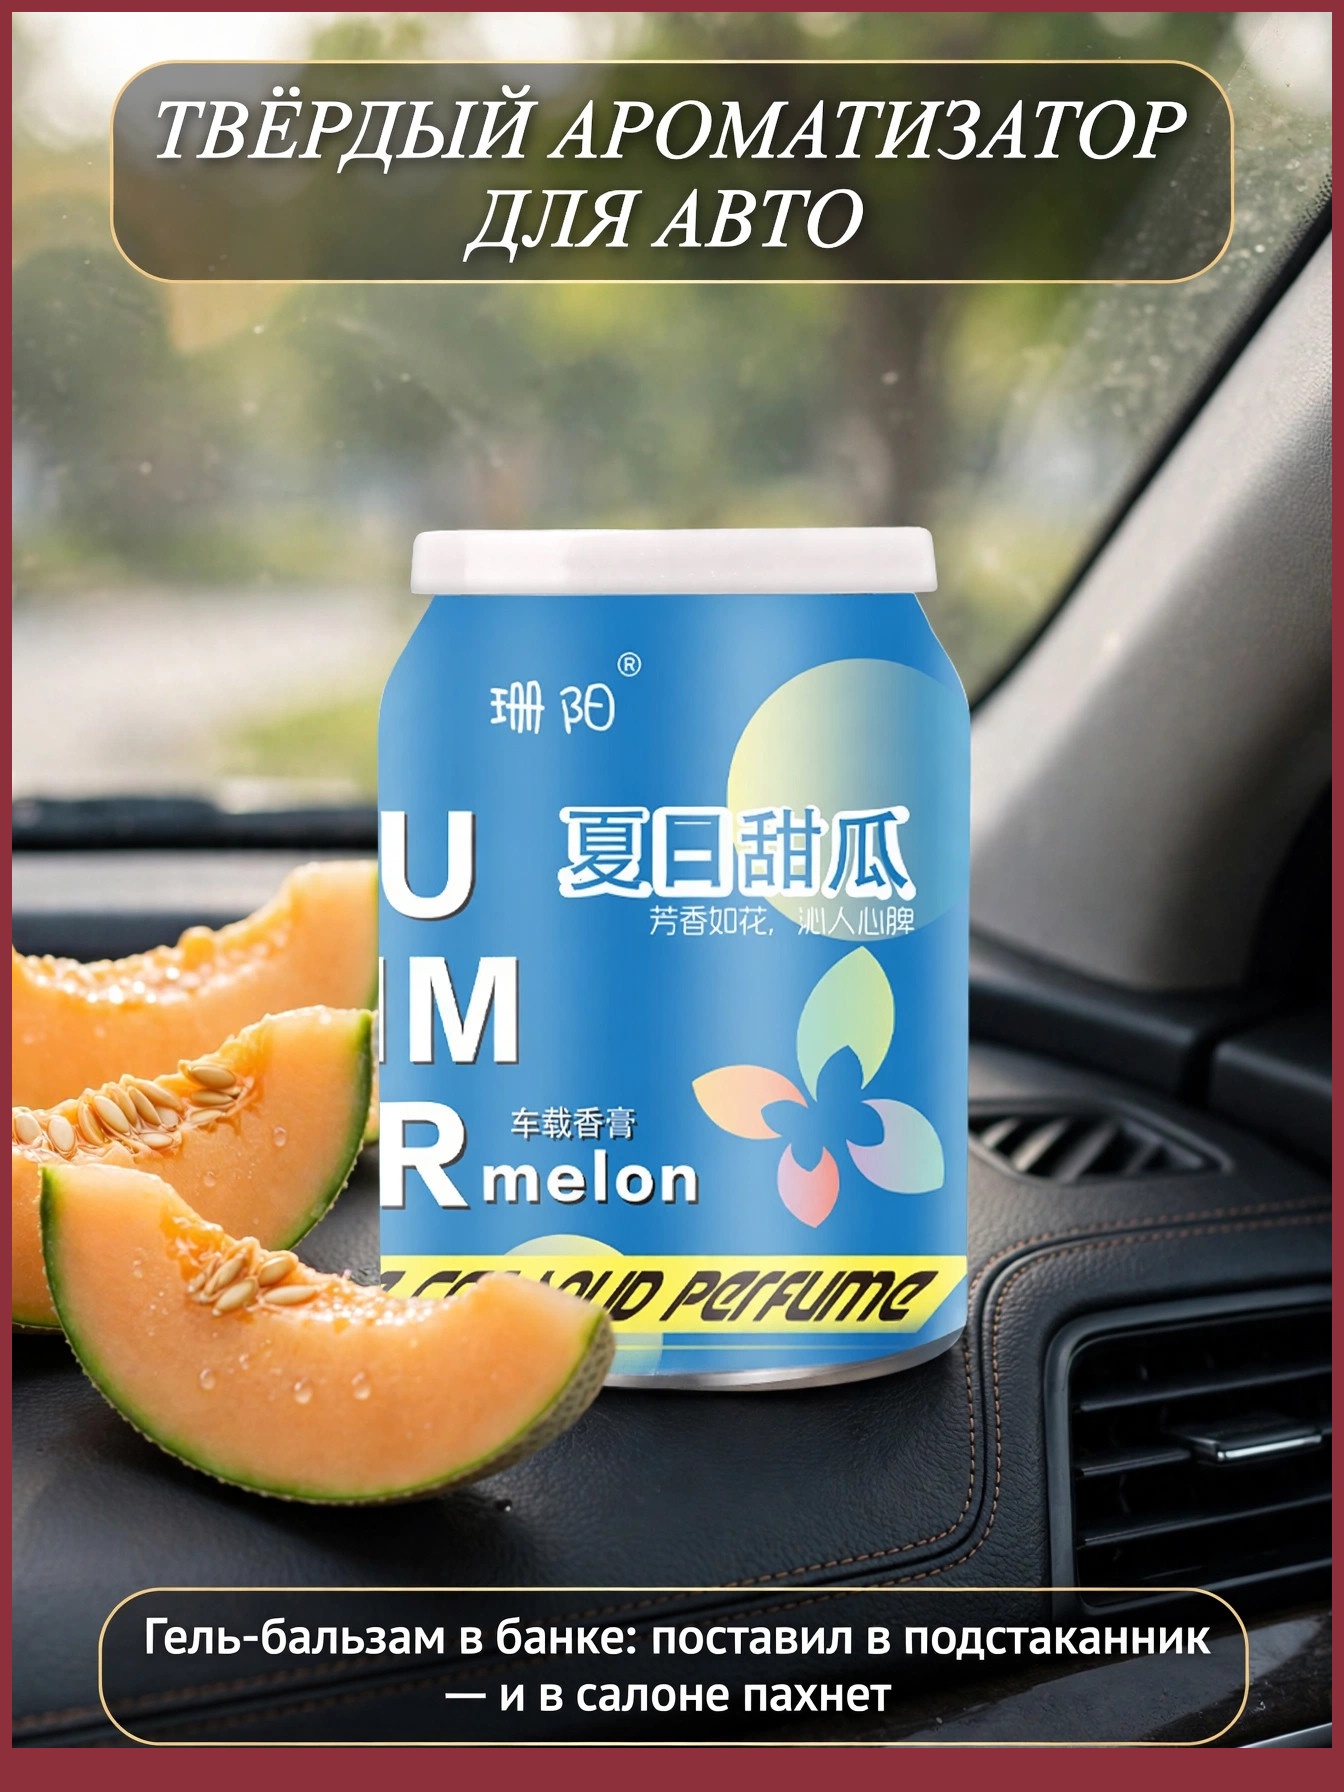 ТВЁРДЫЙ АРОМАТИЗАТОР
ДЛЯ АВТО
珊阳®
U
夏日甜瓜
芳香如花，沁人心脾
M
车载香膏
R melon
PERFUME
Гель-бальзам в банке: поставил в подстаканник
— и в салоне пахнет